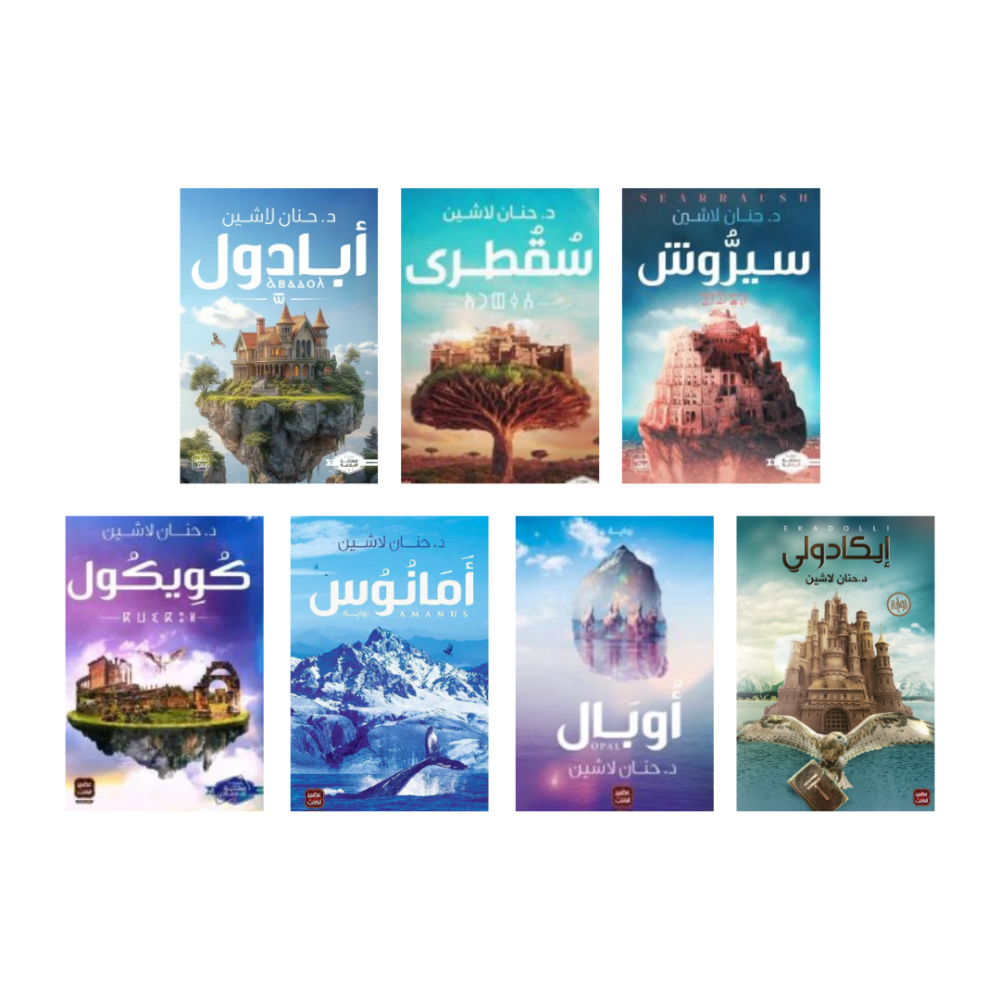 د. حنان لاشين
أبادول
د. حنان لاشين
سُقُطرى
SEARRAUSH
د. حنان لاشين
سيرُّوش
د. حنان لاشين
كُويكُول
د. حنان لاشين
أَمَانُوُس
رواية AMANUS
رواية
أُوبَال
OPAL
د. حنان لاشين
EKADOLLI
إيكادولي
د. حنان لاشين
رواية